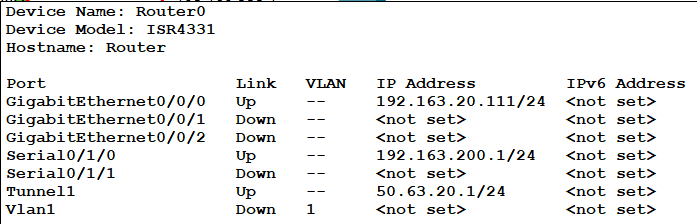 Device Name: Router0
Device Model: ISR4331
Hostname: Router
Port Link VLAN IP Address IPv6 Address
GigabitEthernet0/0/0 Up -- 192.163.20.111/24 <not set>
GigabitEthernet0/0/1 Down -- <not set> <not set>
GigabitEthernet0/0/2 Down -- <not set> <not set>
Serial0/1/0 Up -- 192.163.200.1/24 <not set>
Serial0/1/1 Down -- <not set> <not set>
Tunnel1 Up -- 50.63.20.1/24 <not set>
Vlan1 Down 1 <not set> <not set>